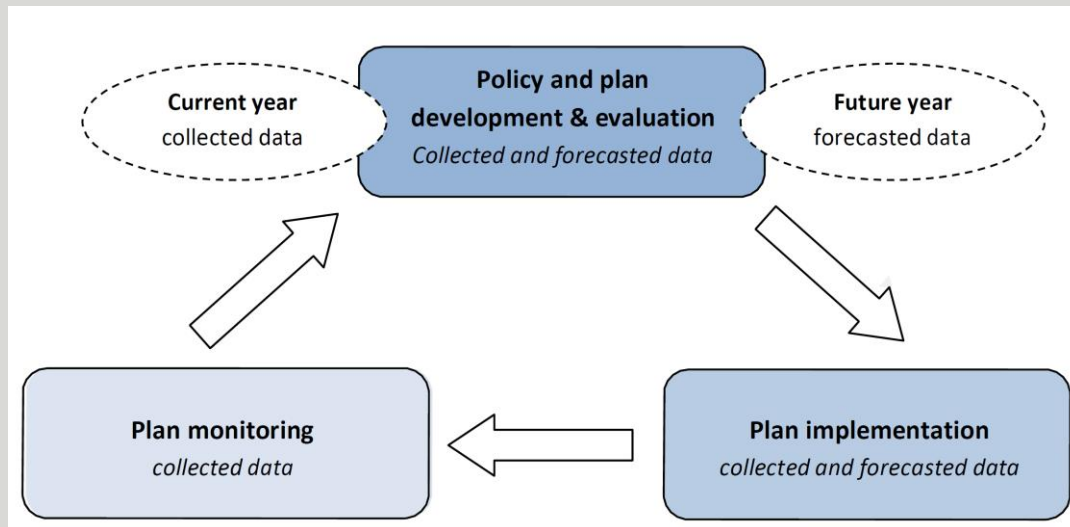 Current year
collected data
Policy and plan
development & evaluation
Collected and forecasted data
Future year
forecasted data
Plan monitoring
collected data
Plan implementation
collected and forecasted data